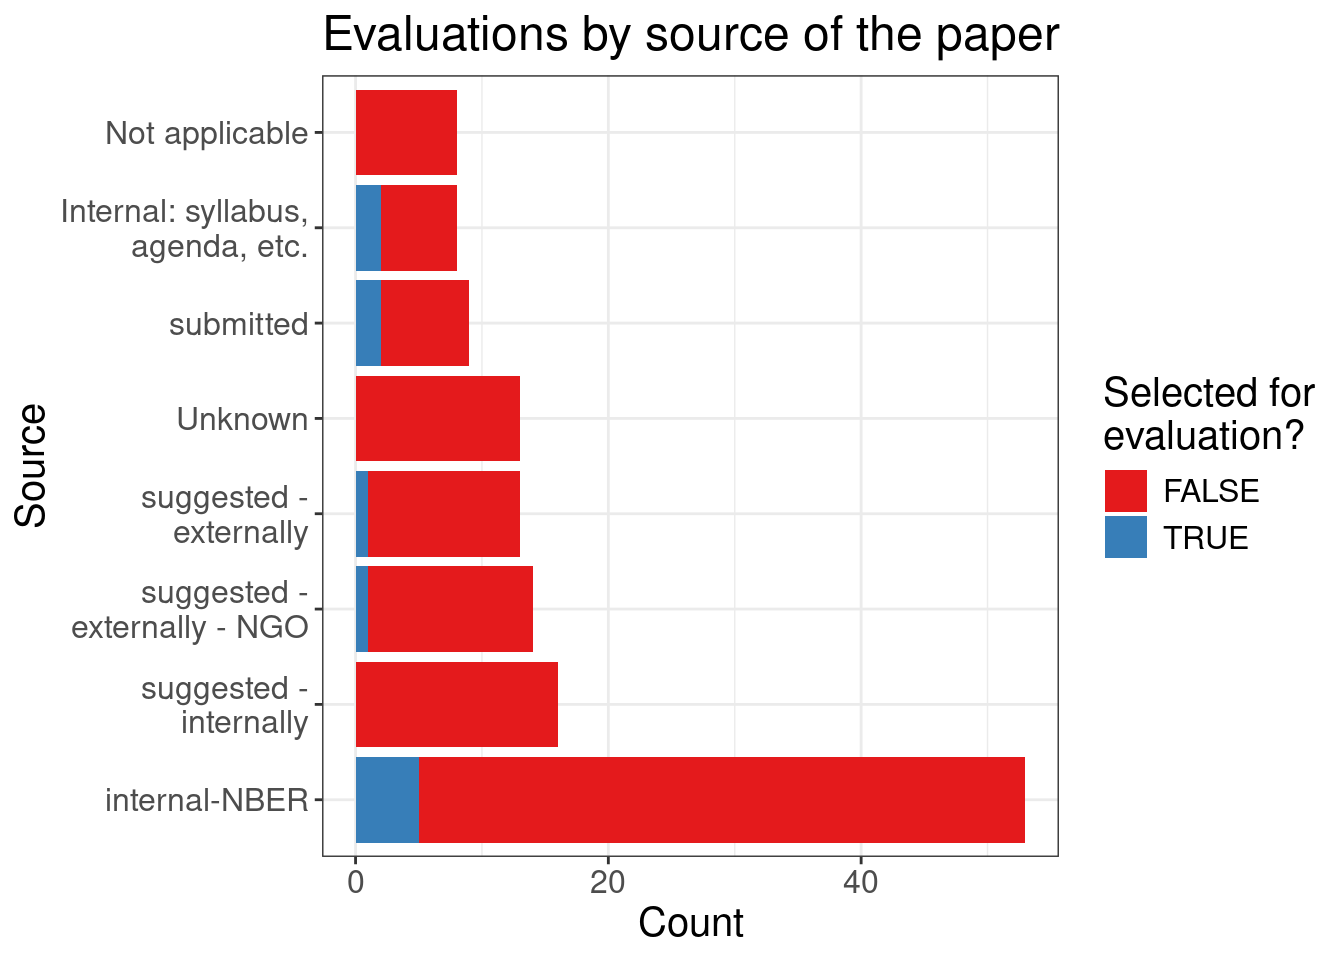 Evaluations by source of the paper
Not applicable
Internal: syllabus,
agenda, etc.
submitted
Unknown
suggested -
externally
suggested -
externally - NGO
suggested -
internally
internal-NBER
Source
0
20
40
Count
Selected for
evaluation?
FALSE
TRUE